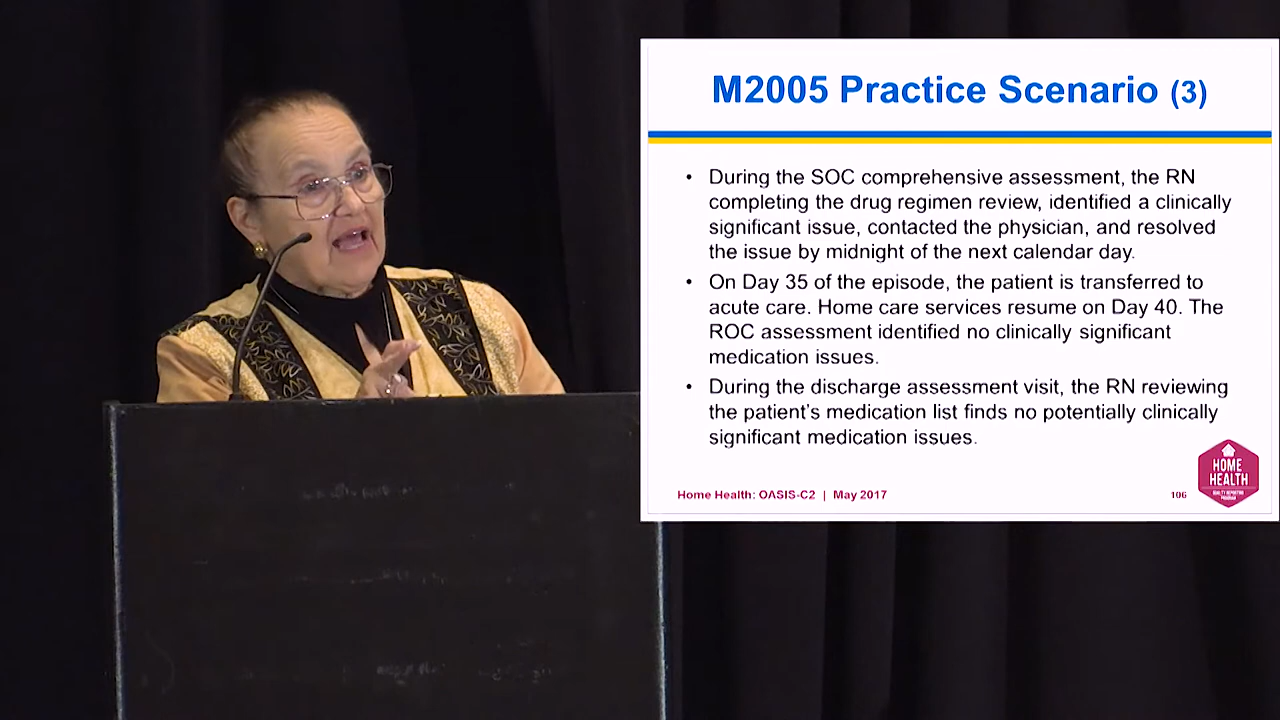 M2005 Practice Scenario (3)
• During the SOC comprehensive assessment, the RN
completing the drug regimen review, identified a clinically
significant issue, contacted the physician, and resolved
the issue by midnight of the next calendar day.
• On Day 35 of the episode, the patient is transferred to
acute care. Home care services resume on Day 40. The
ROC assessment identified no clinically significant
medication issues.
• During the discharge assessment visit, the RN reviewing
the patient's medication list finds no potentially clinically
significant medication issues.
HOME
HEALTH
QUALITY REPORTING
PROGRAM
Home Health: OASIS-C2 | May 2017
106